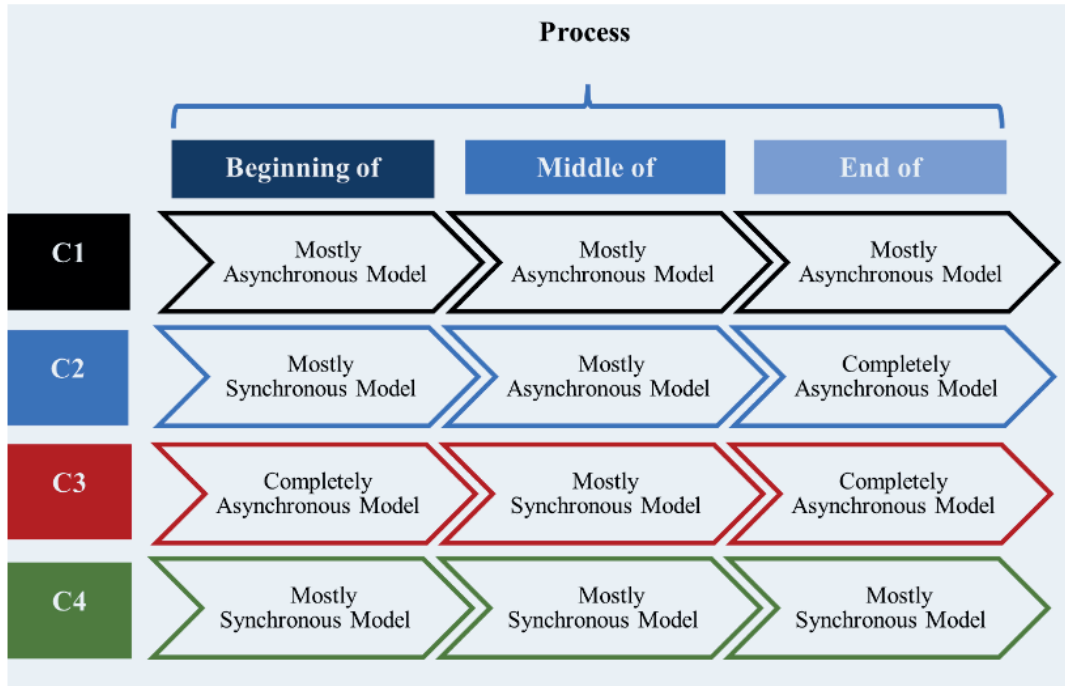 Process
Beginning of
Middle of
End of
C1
Mostly
Asynchronous Model
Mostly
Asynchronous Model
Mostly
Asynchronous Model
C2
Mostly
Synchronous Model
Mostly
Asynchronous Model
Completely
Asynchronous Model
C3
Completely
Asynchronous Model
Mostly
Synchronous Model
Completely
Asynchronous Model
C4
Mostly
Synchronous Model
Mostly
Synchronous Model
Mostly
Synchronous Model